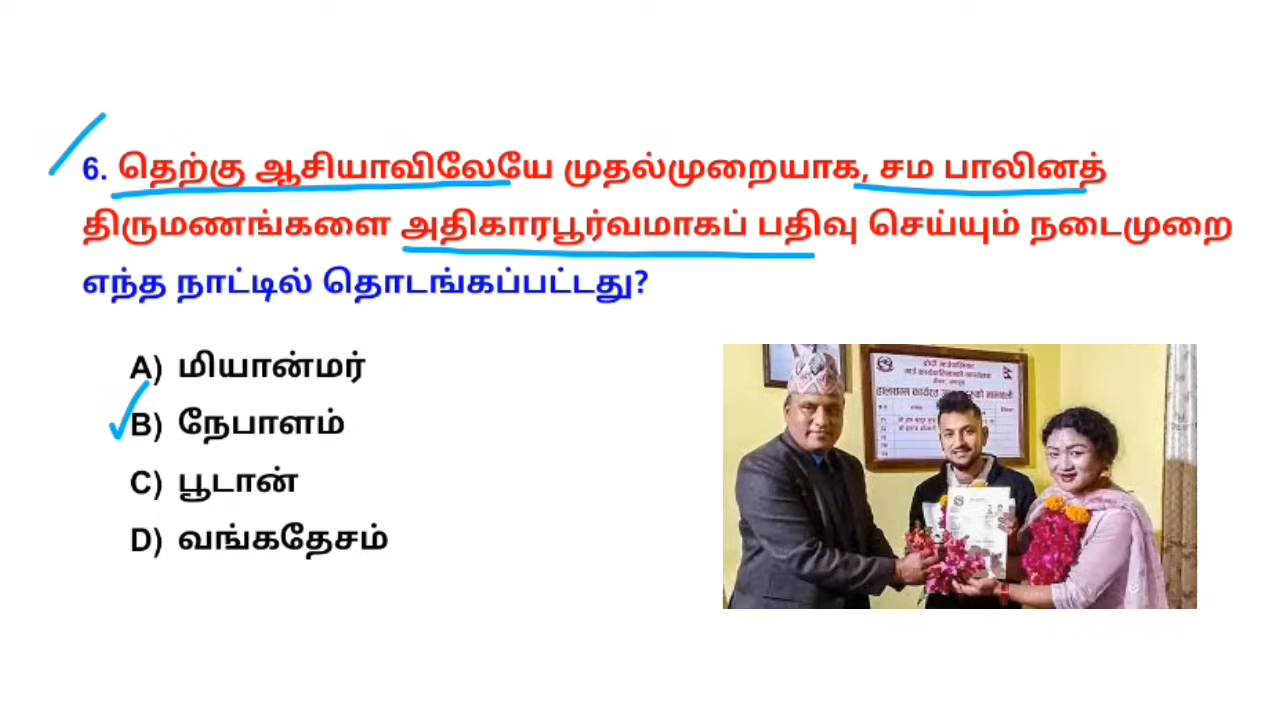 6. தெற்கு ஆசியாவிலேயே முதல்முறையாக, சம பாலினத்
திருமணங்களை அதிகாரபூர்வமாகப் பதிவு செய்யும் நடைமுறை
எந்த நாட்டில் தொடங்கப்பட்டது?
A) மியான்மர்
B) நேபாளம்
C) பூடான்
D) வங்கதேசம்